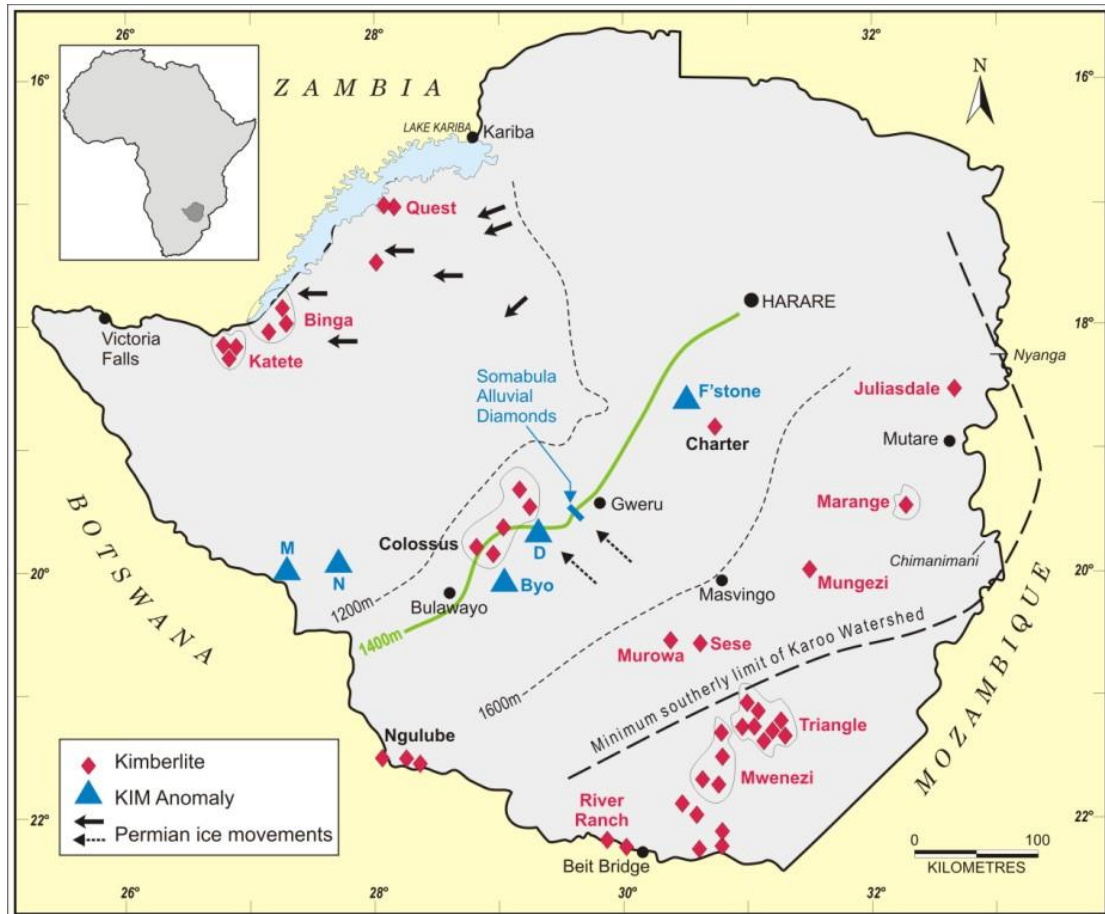 26°
28°
32°
16°
16°
ZAMBIA
N
LAKE KARIBA
Kariba
Quest
HARARE
Binga
Victoria
Falls
Katete
18°
Nyanga
Somabula
Alluvial
Diamonds
F'stone
Juliasdale
Charter
Mutare
Gweru
Marange
Colossus
D
M
N
Chimanimani
20°
20°
Byo
Mungezi
Bulawayo
Masvingo
1200m
1400m
BOTSWANA
Murowa
Sese
Minimum southerly limit of Karoo Watershed
1600m
MOZAMBIQUE
Triangle
Ngulube
Mwenezi
Kimberlite
KIM Anomaly
Permian ice movements
River
Ranch
22°
22°
Beit Bridge
0
100
KILOMETRES
26°
28°
30°
32°